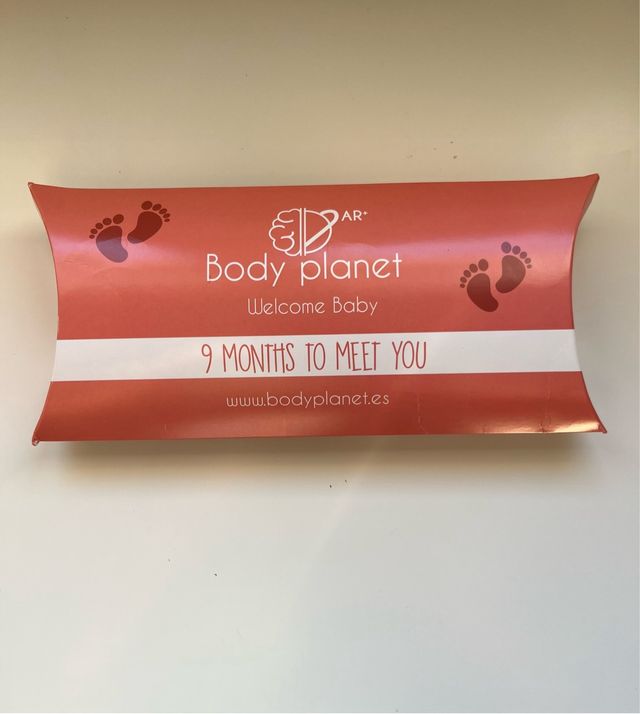 AR+
Body planet
Welcome Baby
9 MONTHS TO MEET YOU
www.bodyplanet.es